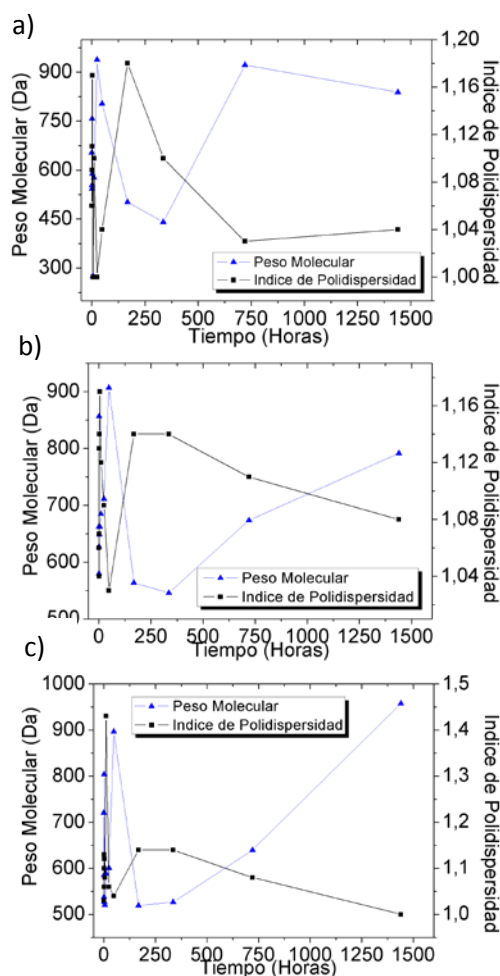 a)
Peso Molecular (Da)
900
750
600
450
300
1,20
1,16
1,12
1,08
1,04
1,00
Indice de Polidispersidad
Peso Molecular
Indice de Polidispersidad
0 250 500 750 1000 1250 1500
Tiempo (Horas)
b)
Peso Molecular (Da)
900
800
700
600
500
1,16
1,12
1,08
1,04
Indice de Polidispersidad
Peso Molecular
Indice de Polidispersidad
0 250 500 750 1000 1250 1500
Tiempo (Horas)
c)
Peso Molecular (Da)
1000
900
800
700
600
500
1,5
1,4
1,3
1,2
1,1
1,0
Indice de Polidispersidad
Peso Molecular
Indice de Polidispersidad
0 250 500 750 1000 1250 1500
Tiempo (Horas)